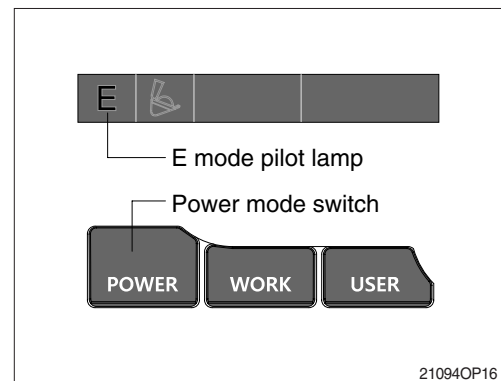 E
E mode pilot lamp
Power mode switch
POWER WORK USER
21094OP16